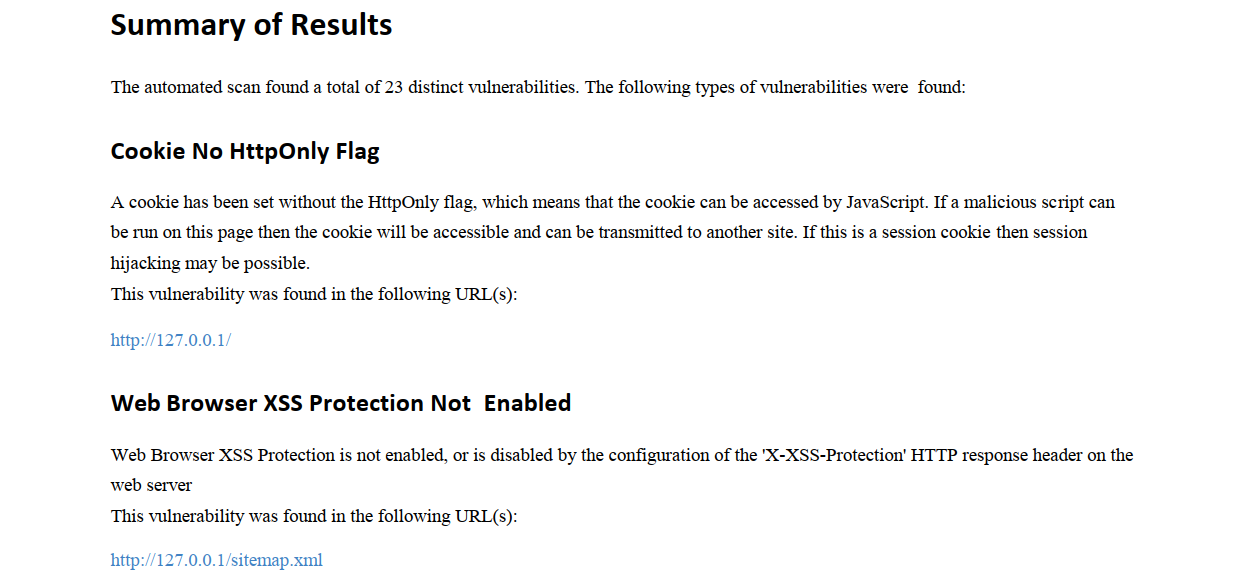 Summary of Results
The automated scan found a total of 23 distinct vulnerabilities. The following types of vulnerabilities were  found:
Cookie No HttpOnly Flag
A cookie has been set without the HttpOnly flag, which means that the cookie can be accessed by JavaScript. If a malicious script can
be run on this page then the cookie will be accessible and can be transmitted to another site. If this is a session cookie then session
hijacking may be possible.
This vulnerability was found in the following URL(s):
http://127.0.0.1/
Web Browser XSS Protection Not  Enabled
Web Browser XSS Protection is not enabled, or is disabled by the configuration of the 'X-XSS-Protection' HTTP response header on the
web server
This vulnerability was found in the following URL(s):
http://127.0.0.1/sitemap.xml